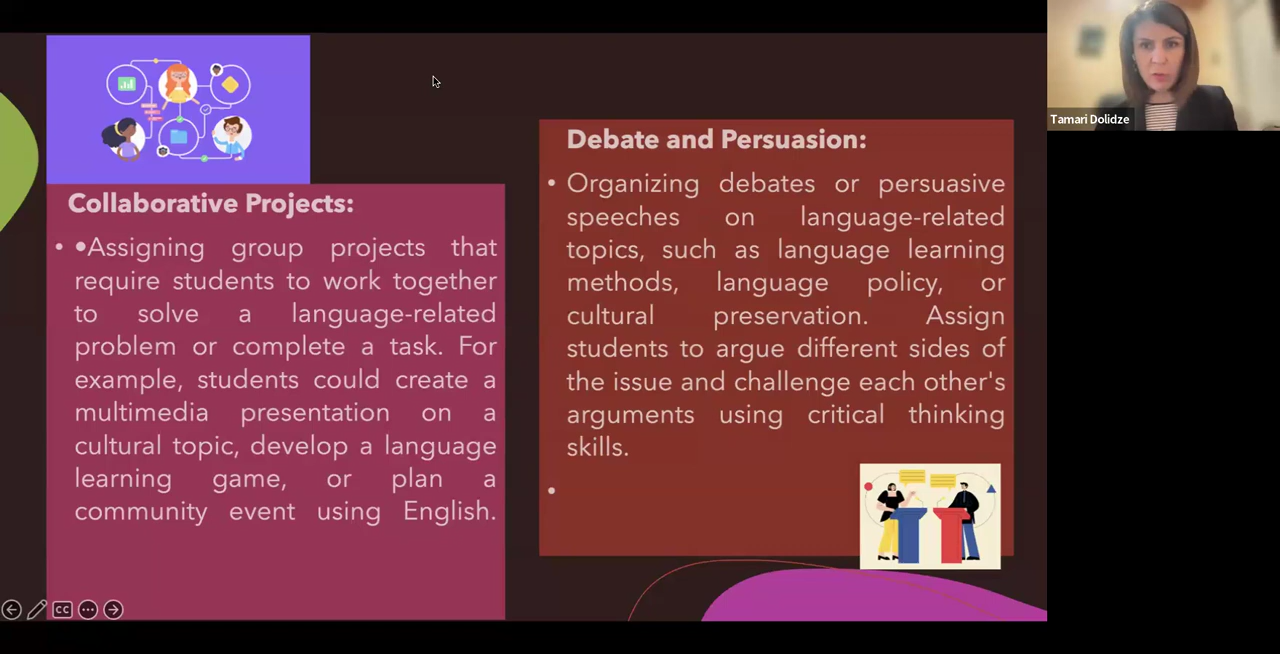 Collaborative Projects:
• •Assigning group projects that
require students to work together
to solve a language-related
problem or complete a task. For
example, students could create a
multimedia presentation on a
cultural topic, develop a language
learning game, or plan a
community event using English.
Debate and Persuasion:
• Organizing debates or persuasive
speeches on language-related
topics, such as language learning
methods, language policy, or
cultural preservation. Assign
students to argue different sides of
the issue and challenge each other's
arguments using critical thinking
skills.
•
Tamari Dolidze
CC